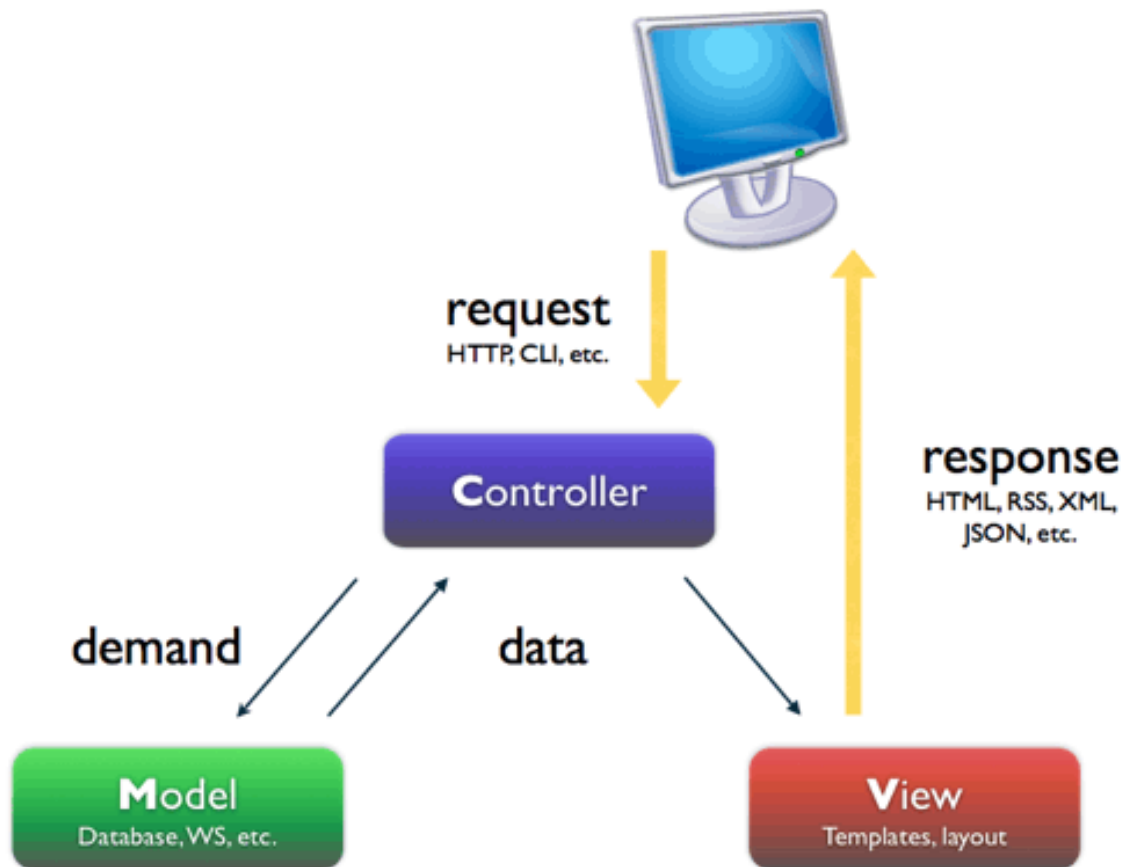 request
HTTP, CLI, etc.
Controller
response
HTML, RSS, XML,
JSON, etc.
demand
data
Model
Database, WS, etc.
View
Templates, layout